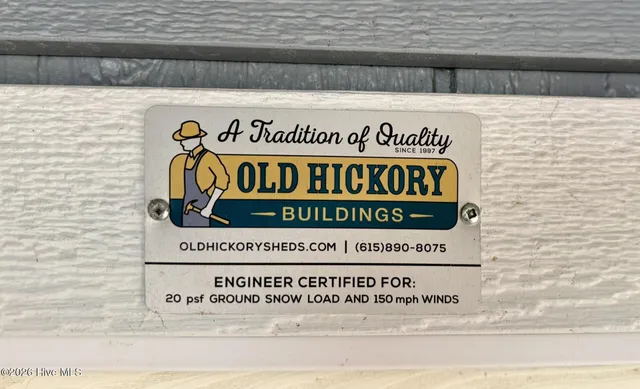 A Tradition of Quality
SINCE 1997
OLD HICKORY
BUILDINGS
OLDHICKORYSHEDS.COM | (615)890-8075
ENGINEER CERTIFIED FOR:
20 psf GROUND SNOW LOAD AND 150 mph WINDS
©2026 Hive MLS